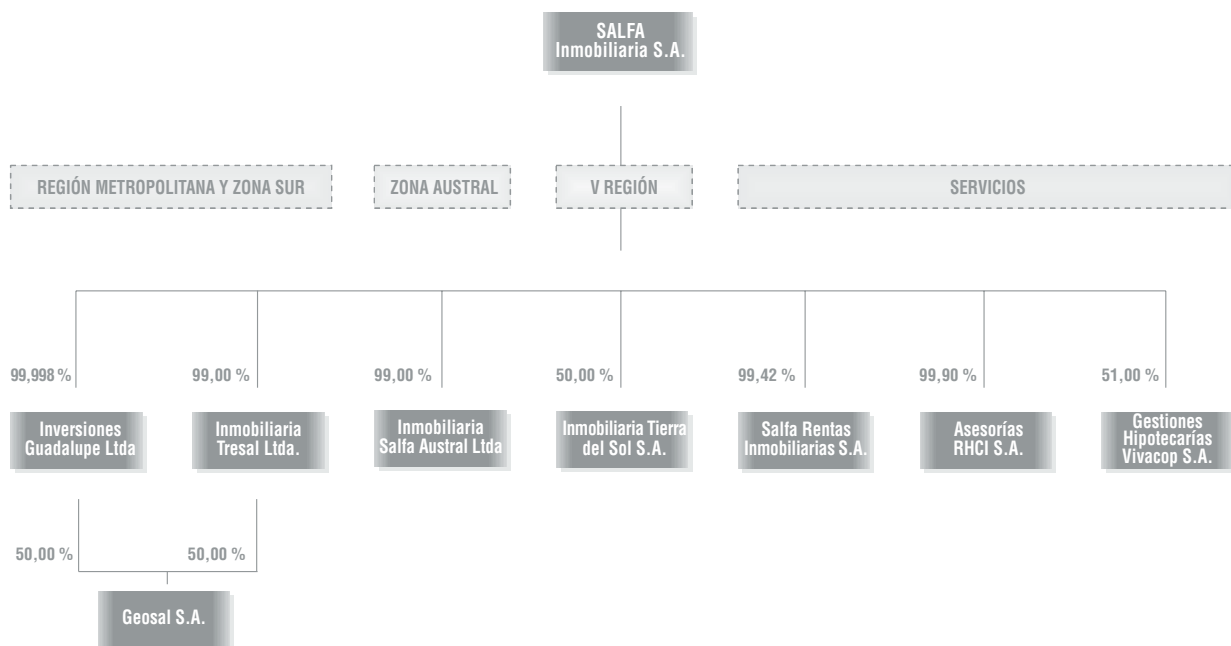 SALFA
Inmobiliaria S.A.
REGIÓN METROPOLITANA Y ZONA SUR
ZONA AUSTRAL
V REGIÓN
SERVICIOS
99,998 %
99,00 %
99,00 %
50,00 %
99,42 %
99,90 %
51,00 %
Inversiones
Guadalupe Ltda
Inmobiliaria
Tresal Ltda.
Inmobiliaria
Salfa Austral Ltda
Inmobiliaria Tierra
del Sol S.A.
Salfa Rentas
Inmobiliarias S.A.
Asesorías
RHCI S.A.
Gestiones
Hipotecarías
Vivacop S.A.
50,00 %
50,00 %
Geosal S.A.